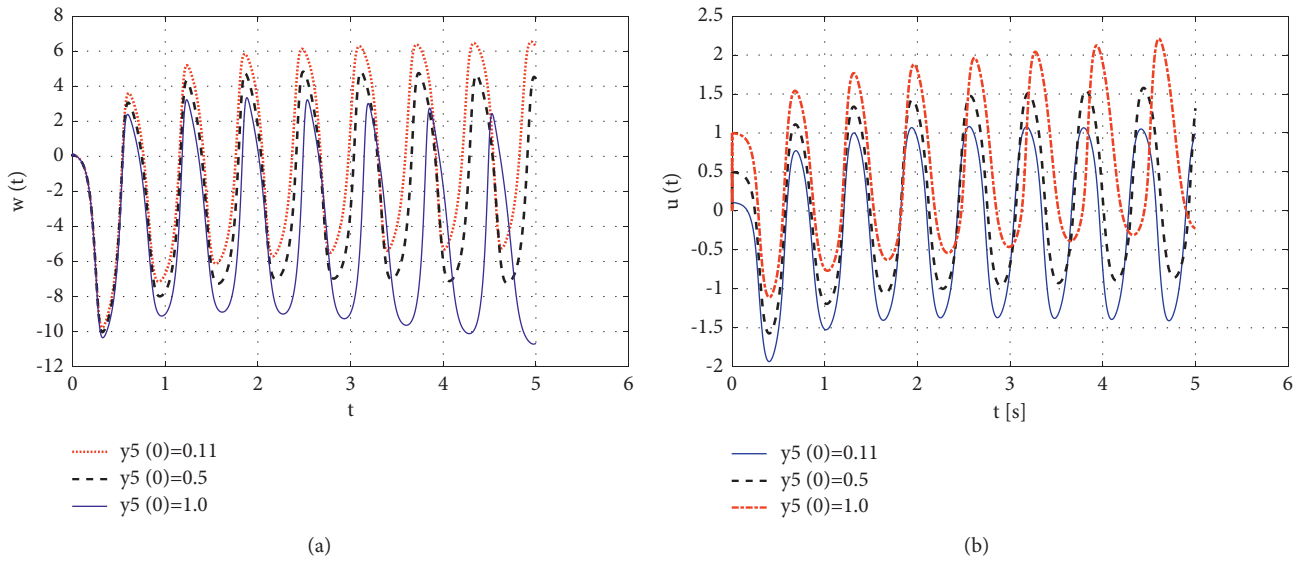 8
6
4
2
0
-2
-4
-6
-8
-10
-12
w (t)
0 1 2 3 4 5 6
t
y5 (0)=0.11
y5 (0)=0.5
y5 (0)=1.0
(a)
2.5
2
1.5
1
0.5
0
-0.5
-1
-1.5
-2
u (t)
0 1 2 3 4 5 6
t [s]
y5 (0)=0.11
y5 (0)=0.5
y5 (0)=1.0
(b)